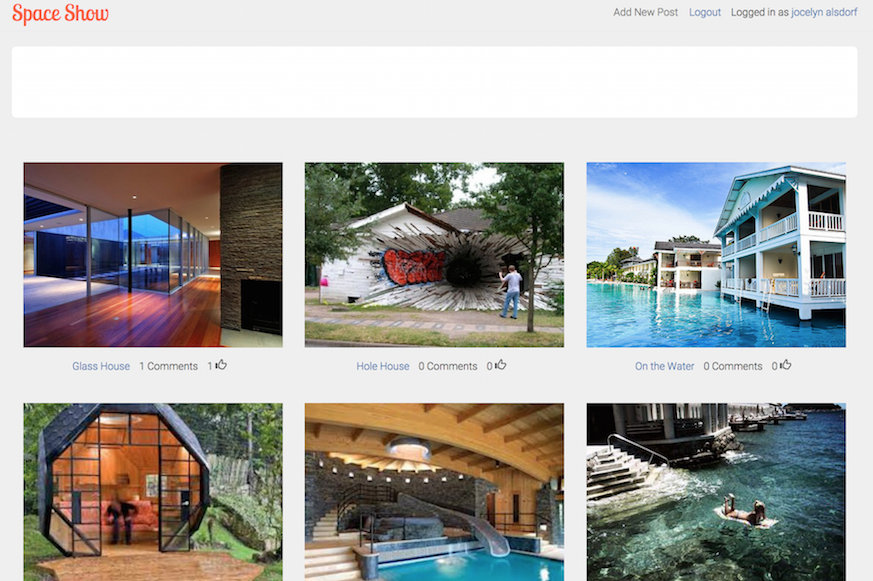 Space Show
Add New Post Logout Logged in as jocelyn alsdorf
Glass House 1 Comments 1
Hole House 0 Comments 0
On the Water 0 Comments 0